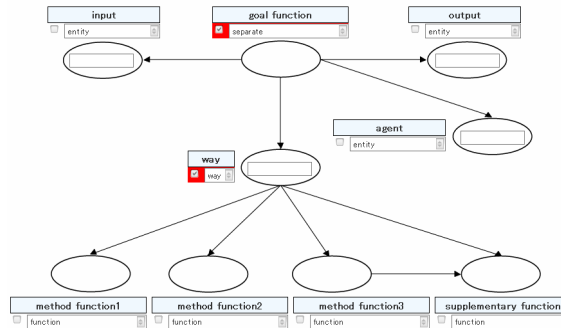 input
entity
goal function
separate
output
entity
agent
entity
way
way
method function1
function
method function2
function
method function3
function
supplementary function
function